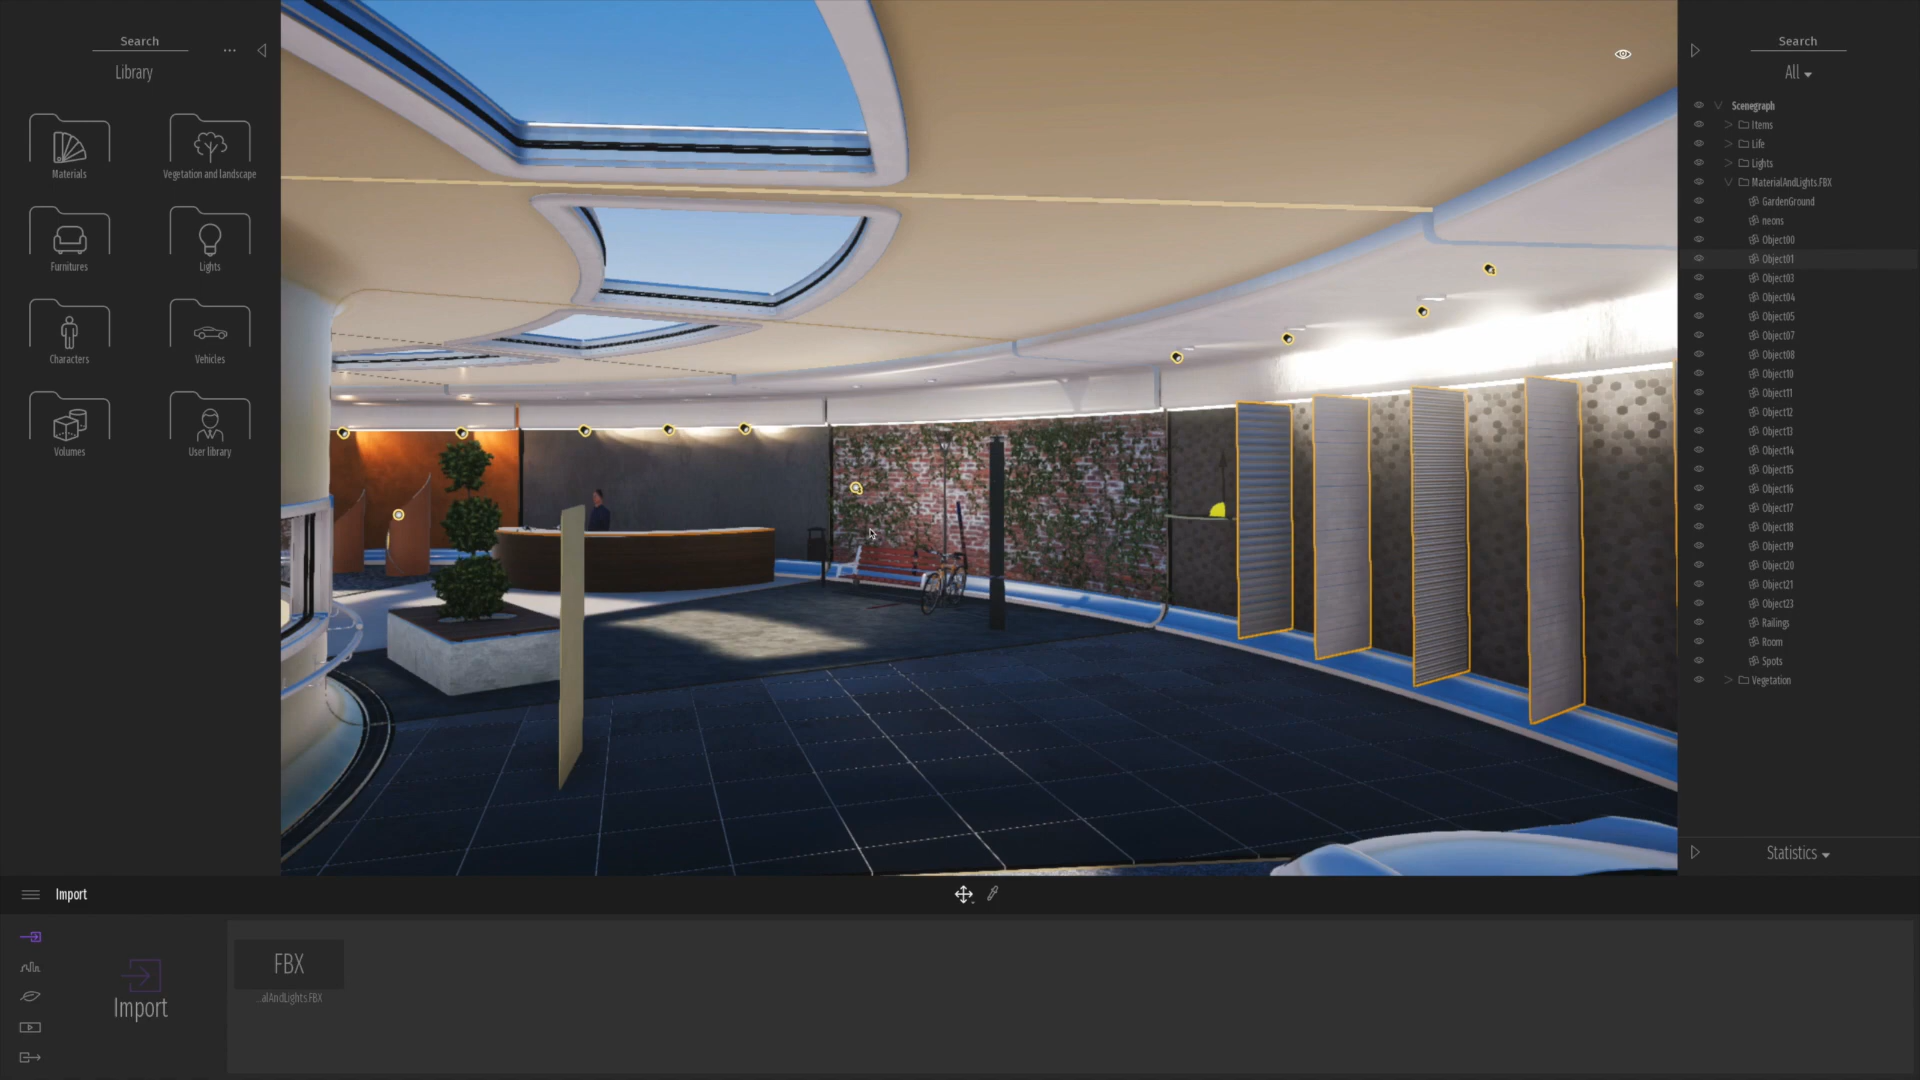 Search
Library
Materials
Vegetation and landscape
Furnitures
Lights
Characters
Vehicles
Volumes
User library
Search
All
Scenegraph
Items
Life
Lights
MaterialAndLights.FBX
GardenGround
neons
Object00
Object01
Object03
Object04
Object05
Object07
Object08
Object10
Object11
Object12
Object13
Object14
Object15
Object16
Object17
Object18
Object19
Object20
Object21
Object23
Railings
Room
Spots
Vegetation
Statistics
Import
Import
FBX
...alAndLights.FBX